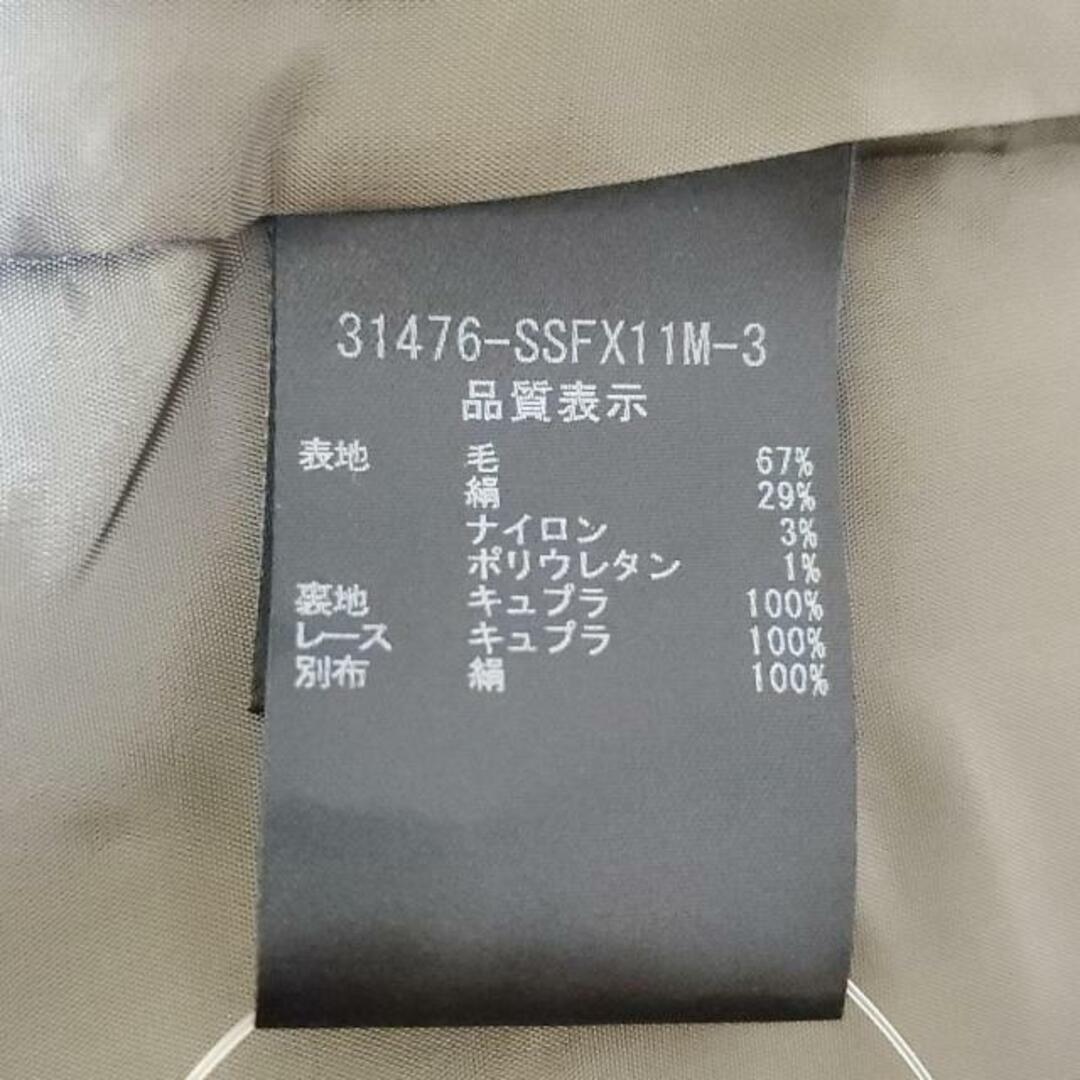 31476-SSFX11M-3
品質表示
表地 毛 67%
絹 29%
ナイロン 3%
ポリウレタン 1%
裏地 キュプラ 100%
レース キュプラ 100%
別布 絹 100%